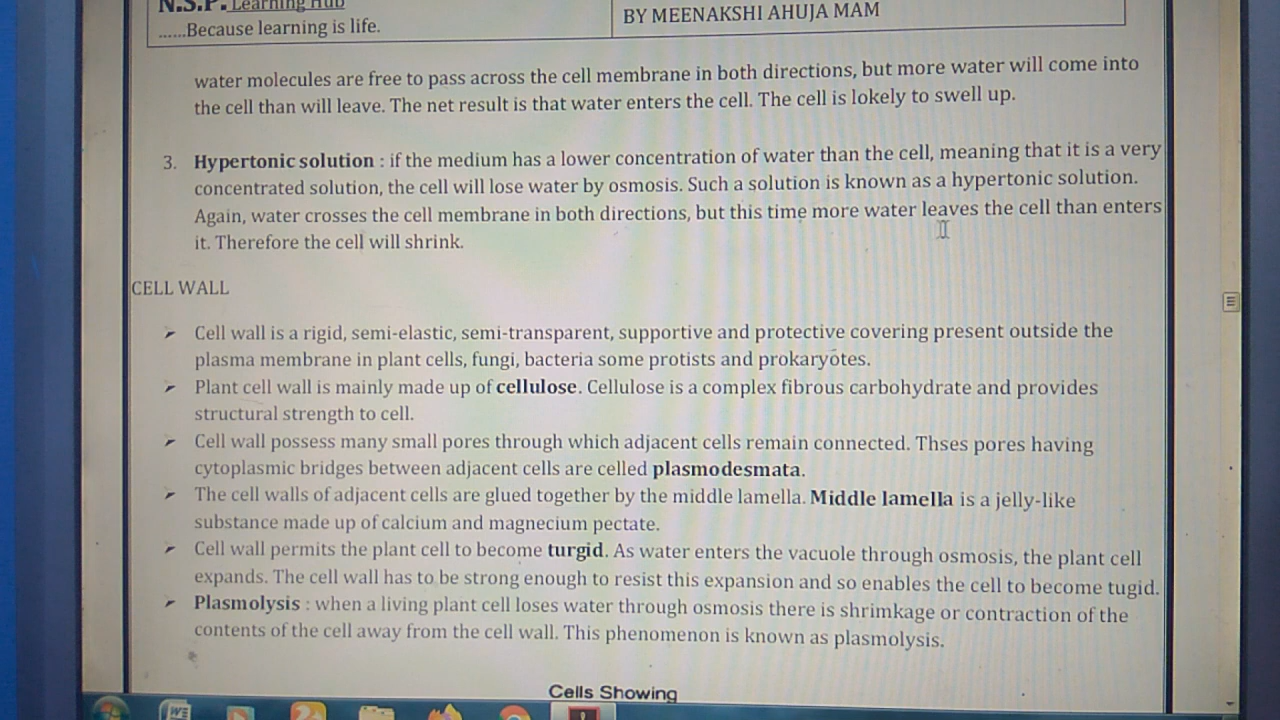 N.S.P. Learning Hub
......Because learning is life.
BY MEENAKSHI AHUJA MAM
water molecules are free to pass across the cell membrane in both directions, but more water will come into
the cell than will leave. The net result is that water enters the cell. The cell is lokely to swell up.
3. Hypertonic solution : if the medium has a lower concentration of water than the cell, meaning that it is a very
concentrated solution, the cell will lose water by osmosis. Such a solution is known as a hypertonic solution.
Again, water crosses the cell membrane in both directions, but this time more water leaves the cell than enters
it. Therefore the cell will shrink.
CELL WALL
➤ Cell wall is a rigid, semi-elastic, semi-transparent, supportive and protective covering present outside the
plasma membrane in plant cells, fungi, bacteria some protists and prokaryotes.
➤ Plant cell wall is mainly made up of cellulose. Cellulose is a complex fibrous carbohydrate and provides
structural strength to cell.
➤ Cell wall possess many small pores through which adjacent cells remain connected. Thses pores having
cytoplasmic bridges between adjacent cells are celled plasmodesmata.
➤ The cell walls of adjacent cells are glued together by the middle lamella. Middle lamella is a jelly-like
substance made up of calcium and magnecium pectate.
➤ Cell wall permits the plant cell to become turgid. As water enters the vacuole through osmosis, the plant cell
expands. The cell wall has to be strong enough to resist this expansion and so enables the cell to become tugid.
➤ Plasmolysis : when a living plant cell loses water through osmosis there is shrimkage or contraction of the
contents of the cell away from the cell wall. This phenomenon is known as plasmolysis.
Cells Showing